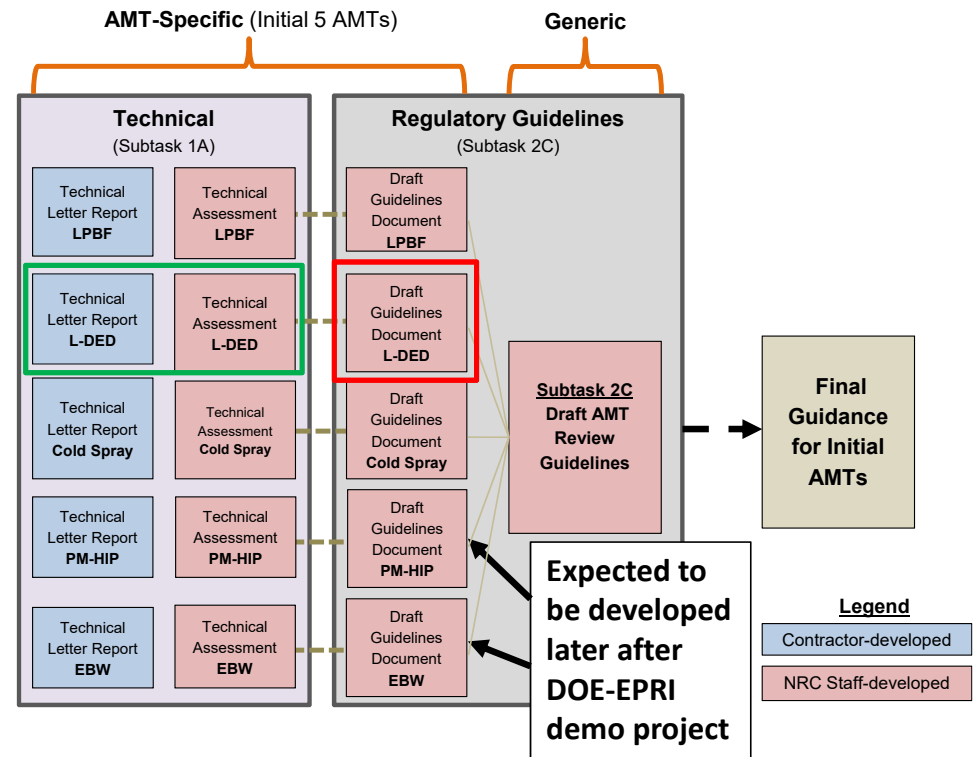 AMT-Specific (Initial 5 AMTs)
Generic
Technical
(Subtask 1A)
Regulatory Guidelines
(Subtask 2C)
Technical
Letter Report
LPBF
Technical
Assessment
LPBF
Draft
Guidelines
Document
LPBF
Technical
Letter Report
L-DED
Technical
Assessment
L-DED
Draft
Guidelines
Document
L-DED
Technical
Letter Report
Cold Spray
Technical
Assessment
Cold Spray
Draft
Guidelines
Document
Cold Spray
Technical
Letter Report
PM-HIP
Technical
Assessment
PM-HIP
Draft
Guidelines
Document
PM-HIP
Technical
Letter Report
EBW
Technical
Assessment
EBW
Draft
Guidelines
Document
EBW
Subtask 2C
Draft AMT
Review
Guidelines
Final
Guidance
for Initial
AMTs
Expected to
be developed
later after
DOE-EPRI
demo project
Legend
Contractor-developed
NRC Staff-developed